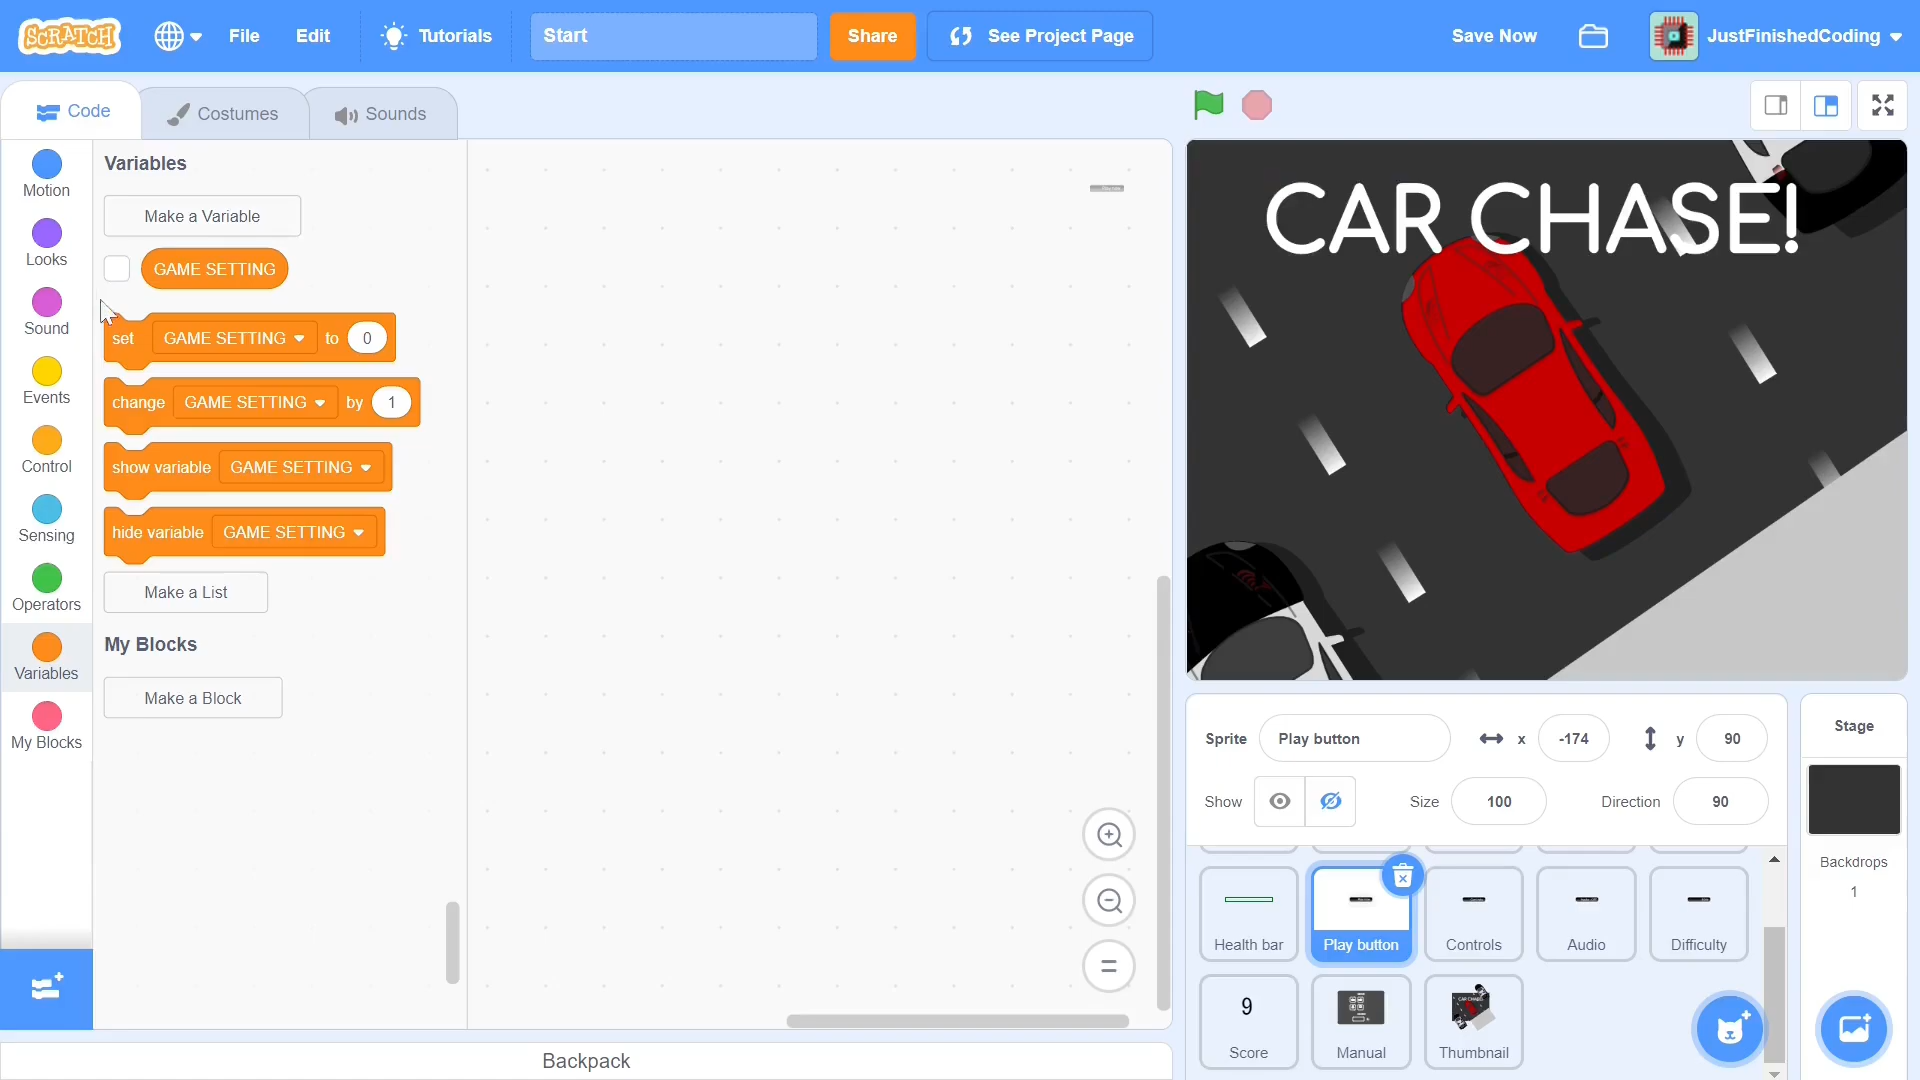 SCRATCH
File
Edit
Tutorials
Start
Share
See Project Page
Save Now
JustFinishedCoding
Code
Costumes
Sounds
Motion
Looks
Sound
Events
Control
Sensing
Operators
Variables
My Blocks
Variables
Make a Variable
GAME SETTING
set GAME SETTING to 0
change GAME SETTING by 1
show variable GAME SETTING
hide variable GAME SETTING
Make a List
My Blocks
Make a Block
Backpack
CAR CHASE!
Sprite Play button x -174 y 90
Show Size 100 Direction 90
Health bar
Play button
Controls
Audio
Difficulty
9
Score
Manual
CAR CHASE!
Thumbnail
Stage
Backdrops
1